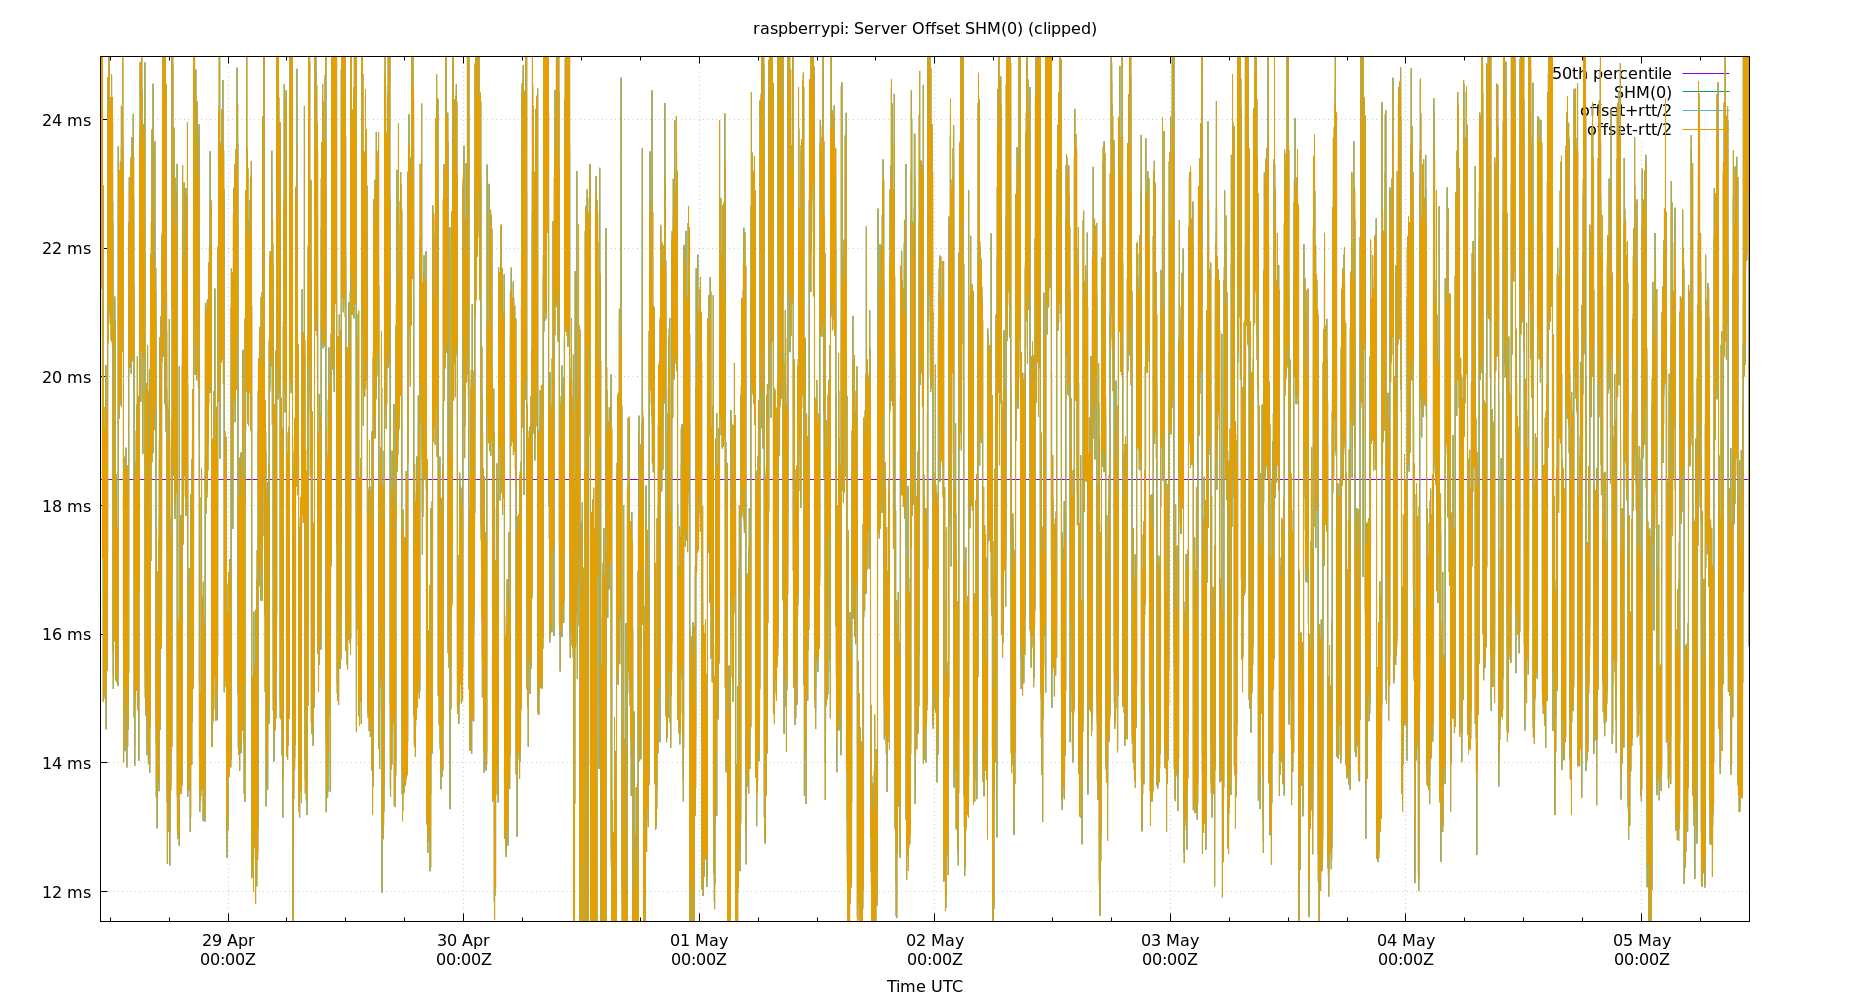 raspberrypi: Server Offset SHM(0) (clipped)
50th percentile
SHM(0)
offset+rtt/2
offset-rtt/2
24 ms
22 ms
20 ms
18 ms
16 ms
14 ms
12 ms
29 Apr 30 Apr 01 May 02 May 03 May 04 May 05 May
00:00Z 00:00Z 00:00Z 00:00Z 00:00Z 00:00Z 00:00Z
Time UTC